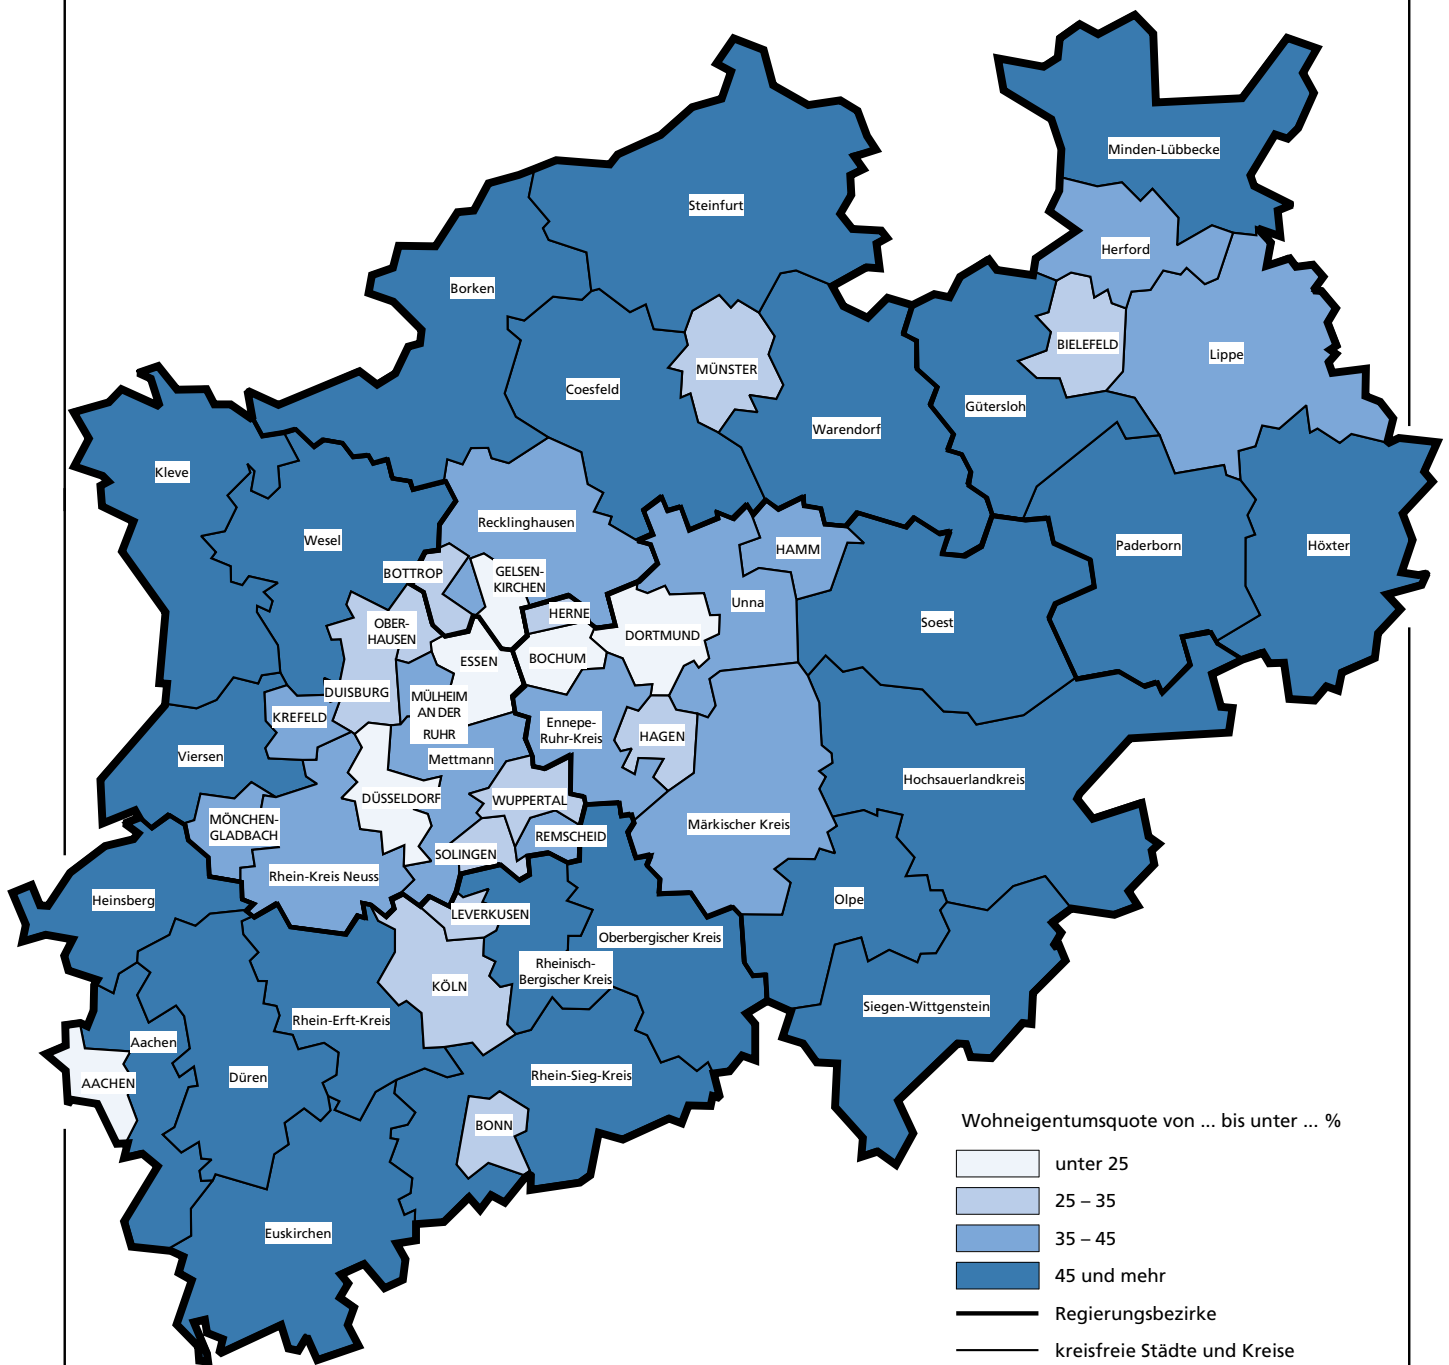 Minden-Lübbecke
Steinfurt
Herford
Borken
BIELEFELD
Lippe
MÜNSTER
Coesfeld
Gütersloh
Warendorf
Kleve
Recklinghausen
Wesel
HAMM
Paderborn
Höxter
BOTTROP
GELSEN-
KIRCHEN
Unna
HERNE
Soest
OBER-
HAUSEN
DORTMUND
ESSEN
BOCHUM
DUISBURG
MÜLHEIM
AN DER
RUHR
KREFELD
Ennepe-
Ruhr-Kreis
HAGEN
Viersen
Mettmann
Hochsauerlandkreis
DÜSSELDORF
WUPPERTAL
MÖNCHEN-
GLADBACH
Märkischer Kreis
REMSCHEID
SOLINGEN
Rhein-Kreis Neuss
Heinsberg
Olpe
LEVERKUSEN
Oberbergischer Kreis
Rheinisch-
Bergischer Kreis
KÖLN
Siegen-Wittgenstein
Rhein-Erft-Kreis
Aachen
Düren
Rhein-Sieg-Kreis
AACHEN
BONN
Euskirchen
Wohneigentumsquote von ... bis unter ... %
unter 25
25 – 35
35 – 45
45 und mehr
Regierungsbezirke
kreisfreie Städte und Kreise